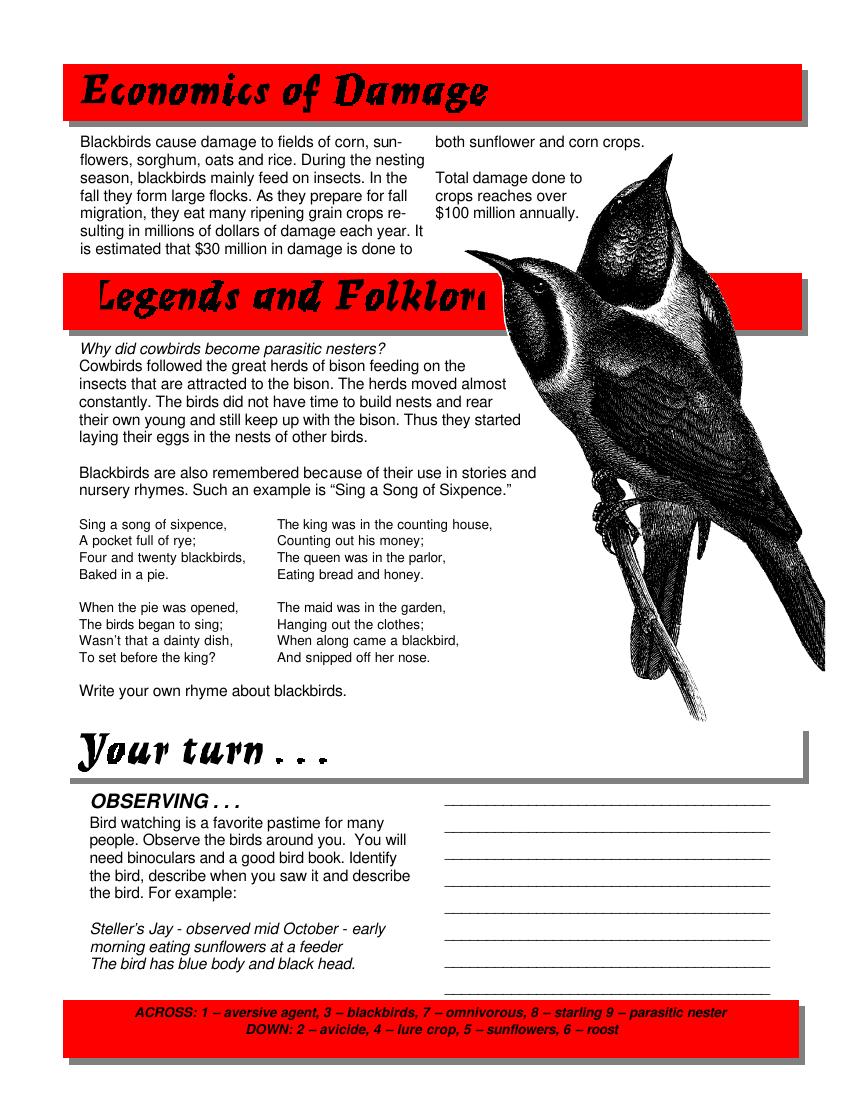 Economics of Damage
Blackbirds cause damage to fields of corn, sun-
flowers, sorghum, oats and rice. During the nesting
season, blackbirds mainly feed on insects. In the
fall they form large flocks. As they prepare for fall
migration, they eat many ripening grain crops re-
sulting in millions of dollars of damage each year. It
is estimated that $30 million in damage is done to
both sunflower and corn crops.
Total damage done to
crops reaches over
$100 million annually.
Legends and Folklore
Why did cowbirds become parasitic nesters?
Cowbirds followed the great herds of bison feeding on the
insects that are attracted to the bison. The herds moved almost
constantly. The birds did not have time to build nests and rear
their own young and still keep up with the bison. Thus they started
laying their eggs in the nests of other birds.
Blackbirds are also remembered because of their use in stories and
nursery rhymes. Such an example is “Sing a Song of Sixpence.”
Sing a song of sixpence,
A pocket full of rye;
Four and twenty blackbirds,
Baked in a pie.
When the pie was opened,
The birds began to sing;
Wasn’t that a dainty dish,
To set before the king?
The king was in the counting house,
Counting out his money;
The queen was in the parlor,
Eating bread and honey.
The maid was in the garden,
Hanging out the clothes;
When along came a blackbird,
And snipped off her nose.
Write your own rhyme about blackbirds.
Your turn . . .
OBSERVING . . .
Bird watching is a favorite pastime for many
people. Observe the birds around you.  You will
need binoculars and a good bird book. Identify
the bird, describe when you saw it and describe
the bird. For example:
Steller’s Jay - observed mid October - early
morning eating sunflowers at a feeder
The bird has blue body and black head.
ACROSS: 1 – aversive agent, 3 – blackbirds, 7 – omnivorous, 8 – starling 9 – parasitic nester
DOWN: 2 – avicide, 4 – lure crop, 5 – sunflowers, 6 – roost